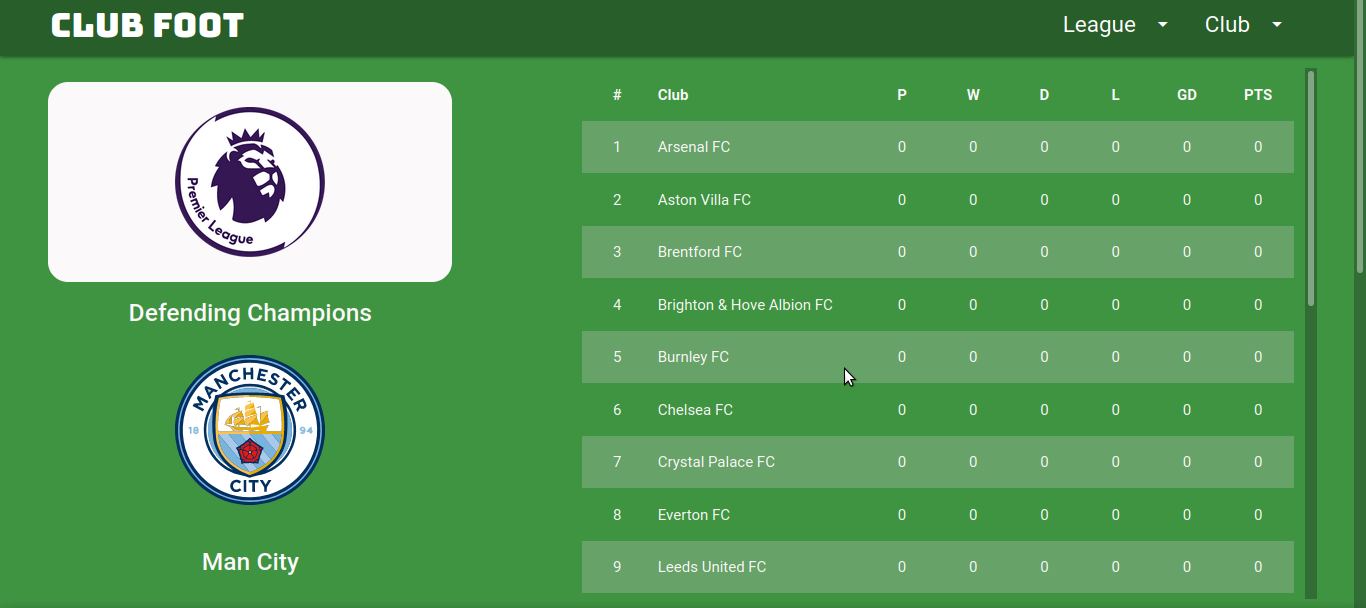 CLUB FOOT
League
Club
Premier League
Defending Champions
MANCHESTER
18 94
CITY
Man City
# Club P W D L GD PTS
1 Arsenal FC 0 0 0 0 0 0
2 Aston Villa FC 0 0 0 0 0 0
3 Brentford FC 0 0 0 0 0 0
4 Brighton & Hove Albion FC 0 0 0 0 0 0
5 Burnley FC 0 0 0 0 0 0
6 Chelsea FC 0 0 0 0 0 0
7 Crystal Palace FC 0 0 0 0 0 0
8 Everton FC 0 0 0 0 0 0
9 Leeds United FC 0 0 0 0 0 0